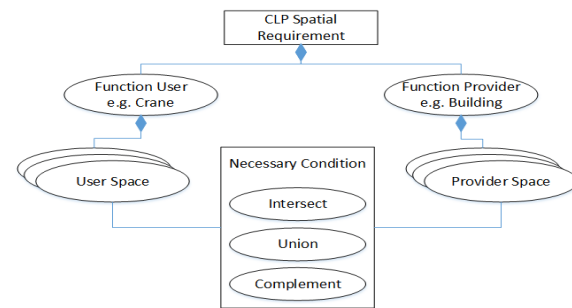 CLP Spatial
Requirement
Function User
e.g. Crane
Function Provider
e.g. Building
User Space
Necessary Condition
Intersect
Union
Complement
Provider Space